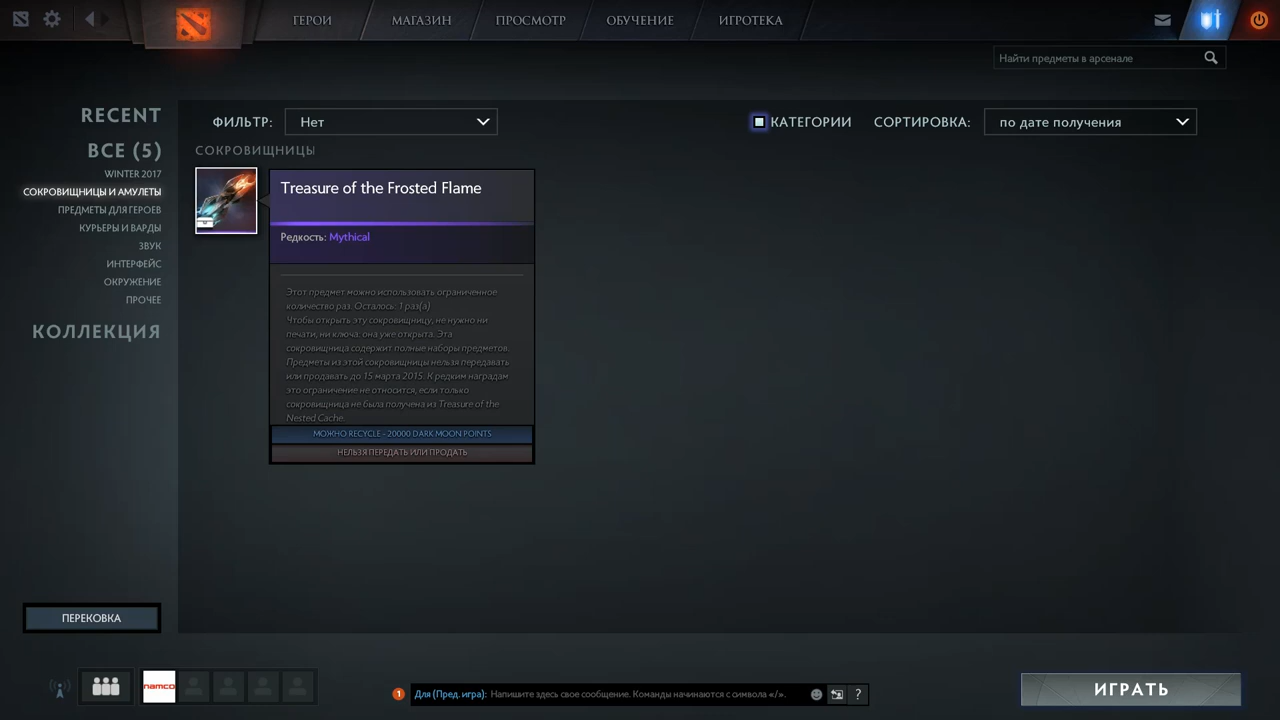 ГЕРОИ
МАГАЗИН
ПРОСМОТР
ОБУЧЕНИЕ
ИГРОТЕКА
Найти предметы в арсенале
RECENT
ВСЕ (5)
WINTER 2017
СОКРОВИЩНИЦЫ И АМУЛЕТЫ
ПРЕДМЕТЫ ДЛЯ ГЕРОЕВ
КУРЬЕРЫ И ВАРДЫ
ЗВУК
ИНТЕРФЕЙС
ОКРУЖЕНИЕ
ПРОЧЕЕ
КОЛЛЕКЦИЯ
ФИЛЬТР:
Нет
КАТЕГОРИИ
СОРТИРОВКА:
по дате получения
СОКРОВИЩНИЦЫ
Treasure of the Frosted Flame
Редкость: Mythical
Этот предмет можно использовать ограниченное
количество раз. Осталось: 1 раз(а)
Чтобы открыть эту сокровищницу, не нужно ни
печати, ни ключа: она уже открыта. Эта
сокровищница содержит полные наборы предметов.
Предметы из этой сокровищницы нельзя передавать
или продавать до 15 марта 2015. К редким наградам
это ограничение не относится, если только
сокровищница не была получена из Treasure of the
Nested Cache.
МОЖНО RECYCLE - 20000 DARK MOON POINTS
НЕЛЬЗЯ ПЕРЕДАТЬ ИЛИ ПРОДАТЬ
ПЕРЕКОВКА
namco
1
Для (Пред. игра): Напишите здесь свое сообщение. Команды начинаются с символа «/».
?
ИГРАТЬ